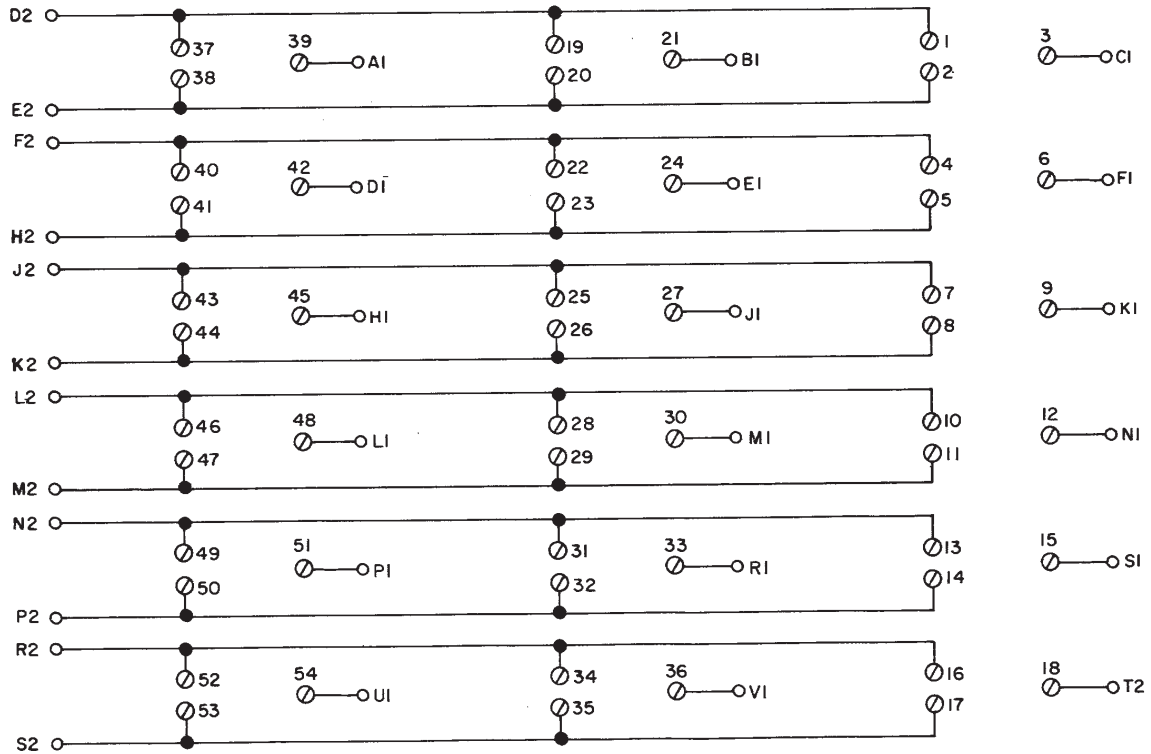 D2 37 39 A1 19 21 B1 1 3 C1
E2 38 20 2
F2 40 42 D1 22 24 E1 4 6 F1
H2 41 23 5
J2 43 45 H1 25 27 J1 7 9 K1
K2 44 26 8
L2 46 48 L1 28 30 M1 10 12 N1
M2 47 29 11
N2 49 51 P1 31 33 R1 13 15 S1
P2 50 32 14
R2 52 54 U1 34 36 V1 16 18 T2
S2 53 35 17